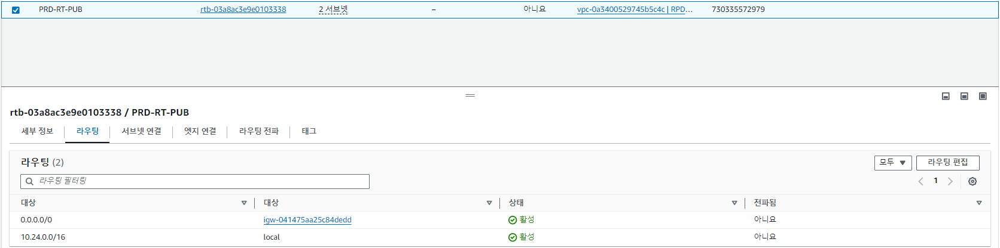 PRD-RT-PUB rtb-03a8ac3e9e0103338 2 서브넷 – 아니요 vpc-0a3400529745b5c4c | RPD... 730335572979
rtb-03a8ac3e9e0103338 / PRD-RT-PUB
세부 정보 라우팅 서브넷 연결 엣지 연결 라우팅 전파 태그
라우팅 (2) 모두 라우팅 편집
라우팅 필터링 1
대상 대상 상태 전파됨
0.0.0.0/0 igw-041475aa25c84dedd 활성 아니요
10.24.0.0/16 local 활성 아니요